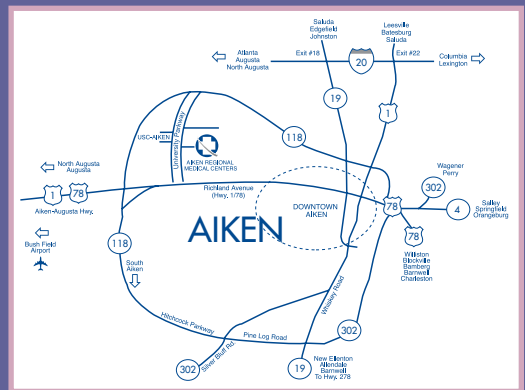 Saluda
Edgefield
Johnston
Leesville
Batesburg
Saluda
Atlanta
Augusta
North Augusta
Exit #18
20
Exit #22
Columbia
Lexington
19
1
118
USC-AIKEN
University Parkway
AIKEN REGIONAL
MEDICAL CENTERS
North Augusta
Augusta
1
78
Aiken-Augusta Hwy.
Richland Avenue
(Hwy. 1/78)
DOWNTOWN
AIKEN
AIKEN
78
Wagener
Perry
302
4
Salley
Springfield
Orangeburg
78
Williston
Blackville
Bamberg
Barnwell
Charleston
Bush Field
Airport
118
South
Aiken
Whiskey Road
Hitchcock Parkway
Pine Log Road
Silver Bluff Rd.
302
302
19
New Ellenton
Allendale
Barnwell
To Hwy. 278